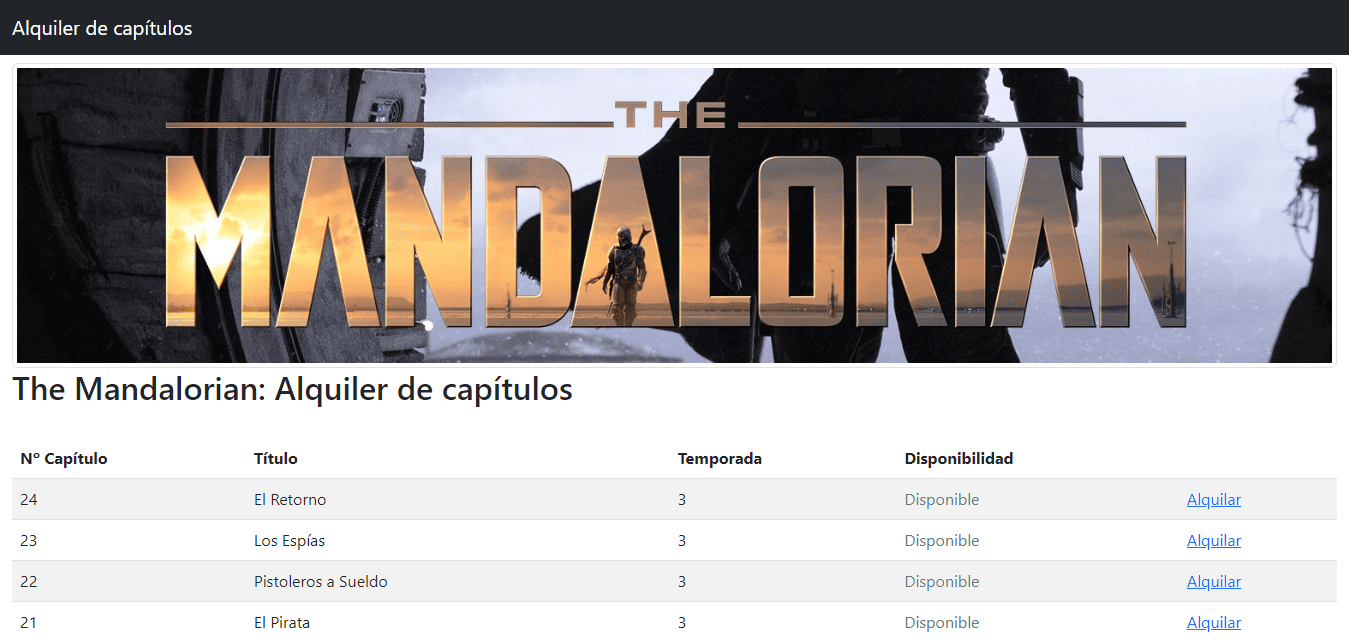 Alquiler de capítulos
THE
MANDALORIAN
The Mandalorian: Alquiler de capítulos
Nº Capítulo Título Temporada Disponibilidad
24 El Retorno 3 Disponible Alquilar
23 Los Espías 3 Disponible Alquilar
22 Pistoleros a Sueldo 3 Disponible Alquilar
21 El Pirata 3 Disponible Alquilar